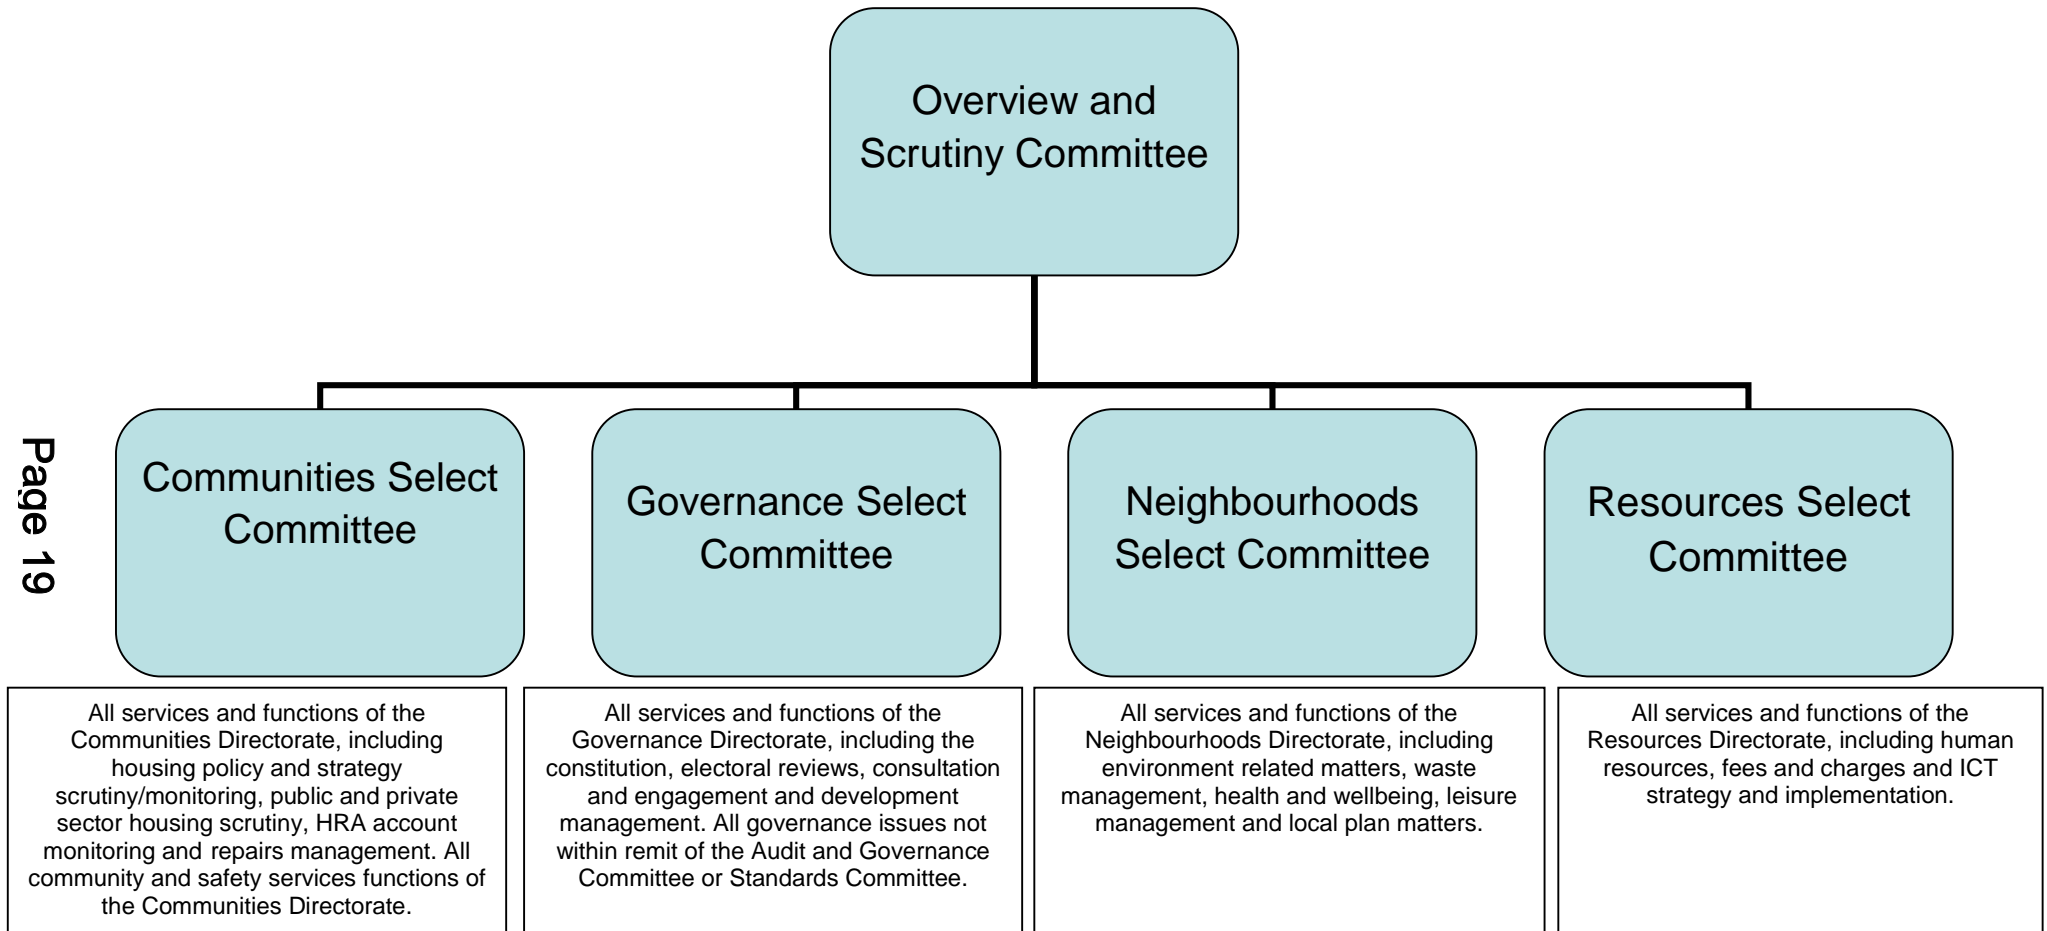 Overview and
Scrutiny Committee
Page 19
Communities Select
Committee
Governance Select
Committee
Neighbourhoods
Select Committee
Resources Select
Committee
All services and functions of the
Communities Directorate, including
housing policy and strategy
scrutiny/monitoring, public and private
sector housing scrutiny, HRA account
monitoring and repairs management. All
community and safety services functions of
the Communities Directorate.
All services and functions of the
Governance Directorate, including the
constitution, electoral reviews, consultation
and engagement and development
management. All governance issues not
within remit of the Audit and Governance
Committee or Standards Committee.
All services and functions of the
Neighbourhoods Directorate, including
environment related matters, waste
management, health and wellbeing, leisure
management and local plan matters.
All services and functions of the
Resources Directorate, including human
resources, fees and charges and ICT
strategy and implementation.